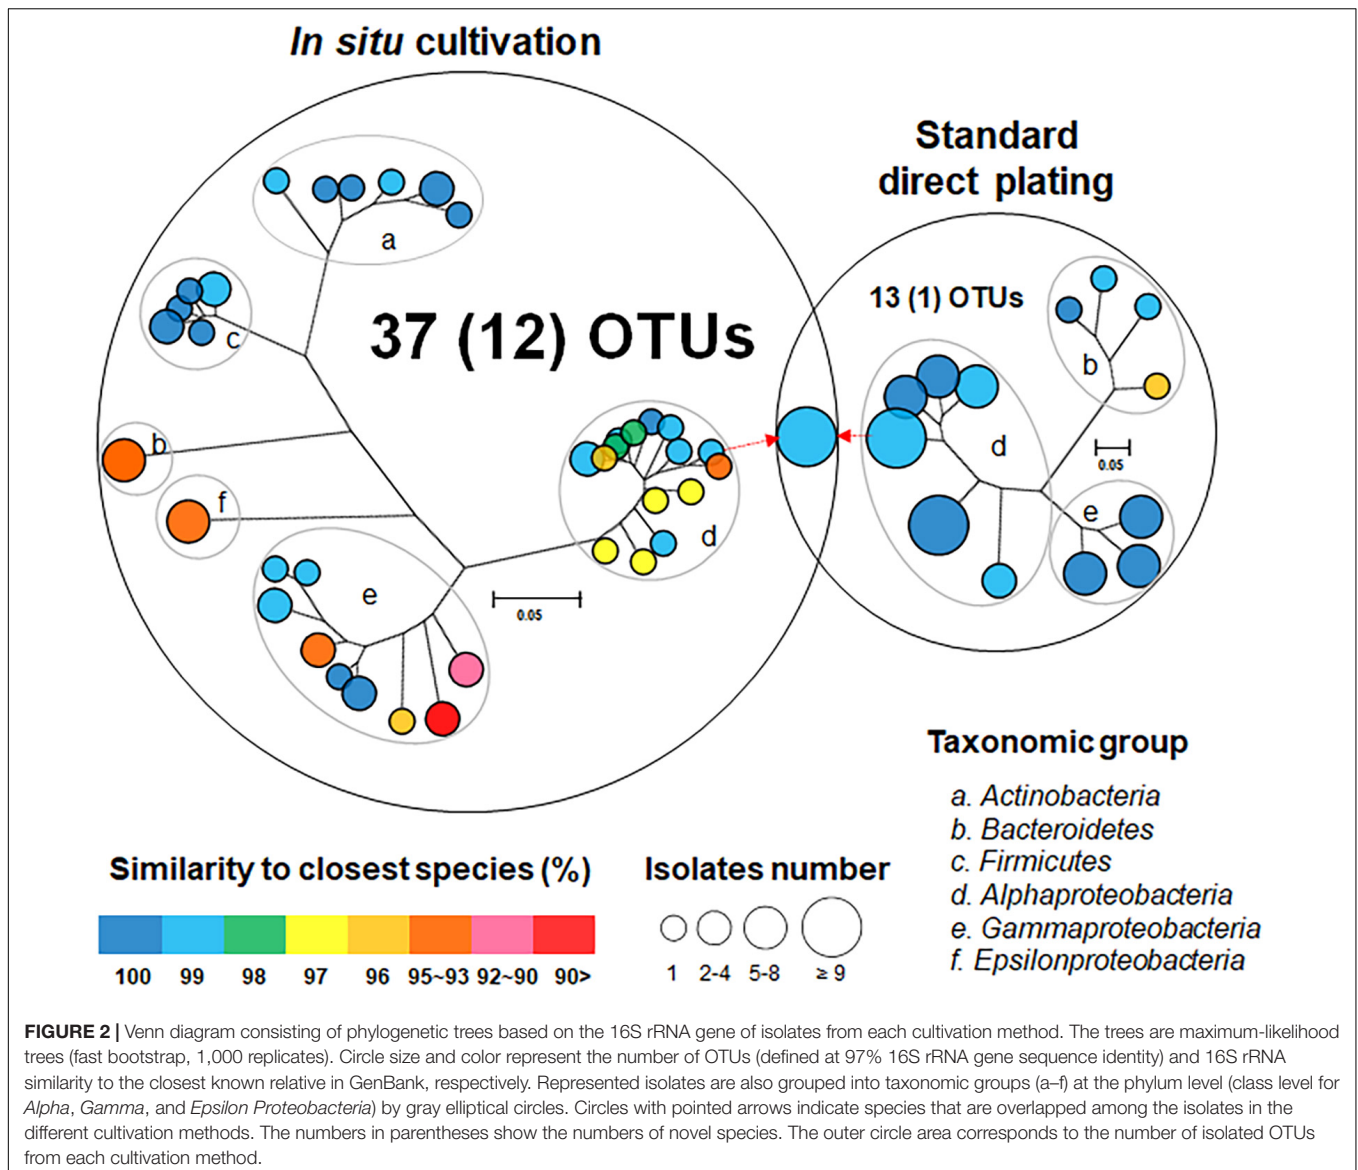 In situ cultivation
Standard
direct plating
a
c
37 (12) OTUs
b
f
e
d
0.05
13 (1) OTUs
b
d
0.05
e
Taxonomic group
a. Actinobacteria
b. Bacteroidetes
c. Firmicutes
d. Alphaproteobacteria
e. Gammaproteobacteria
f. Epsilonproteobacteria
Similarity to closest species (%)
100 99 98 97 96 95~93 92~90 90>
Isolates number
1 2-4 5-8 ≥ 9
FIGURE 2 | Venn diagram consisting of phylogenetic trees based on the 16S rRNA gene of isolates from each cultivation method. The trees are maximum-likelihood
trees (fast bootstrap, 1,000 replicates). Circle size and color represent the number of OTUs (defined at 97% 16S rRNA gene sequence identity) and 16S rRNA
similarity to the closest known relative in GenBank, respectively. Represented isolates are also grouped into taxonomic groups (a–f) at the phylum level (class level for
Alpha, Gamma, and Epsilon Proteobacteria) by gray elliptical circles. Circles with pointed arrows indicate species that are overlapped among the isolates in the
different cultivation methods. The numbers in parentheses show the numbers of novel species. The outer circle area corresponds to the number of isolated OTUs
from each cultivation method.